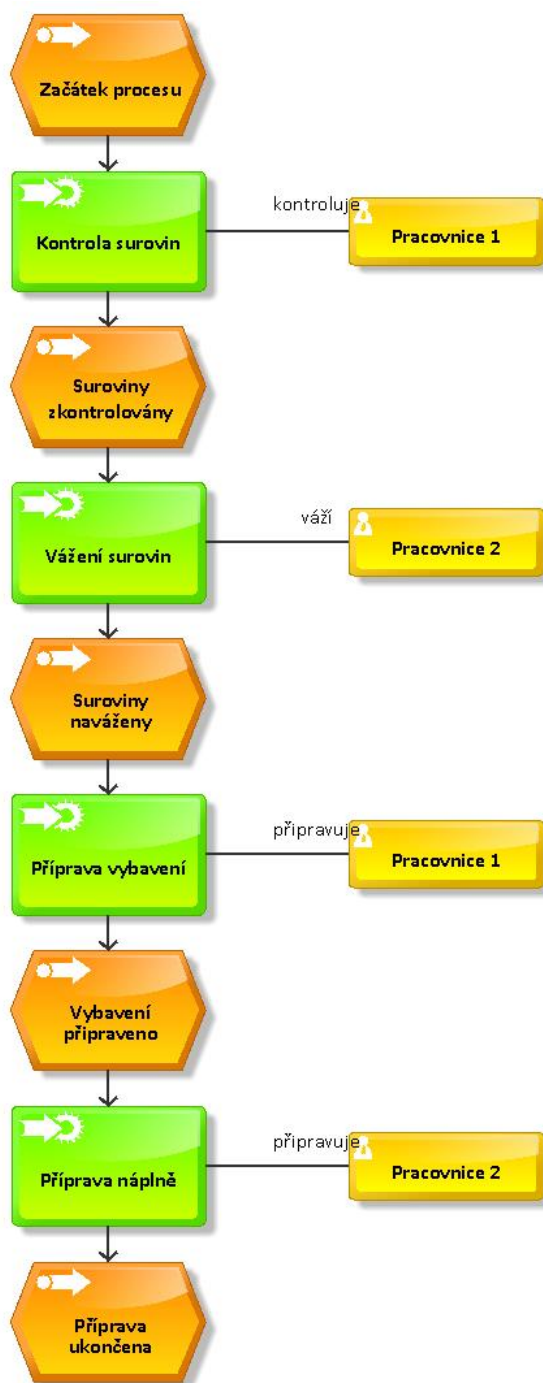 Začátek procesu
kontroluje
Kontrola surovin
Pracovnice 1
Suroviny
zkontrolovány
váží
Vážení surovin
Pracovnice 2
Suroviny
naváženy
připravuje
Příprava vybavení
Pracovnice 1
Vybavení
připraveno
připravuje
Příprava náplně
Pracovnice 2
Příprava
ukončena